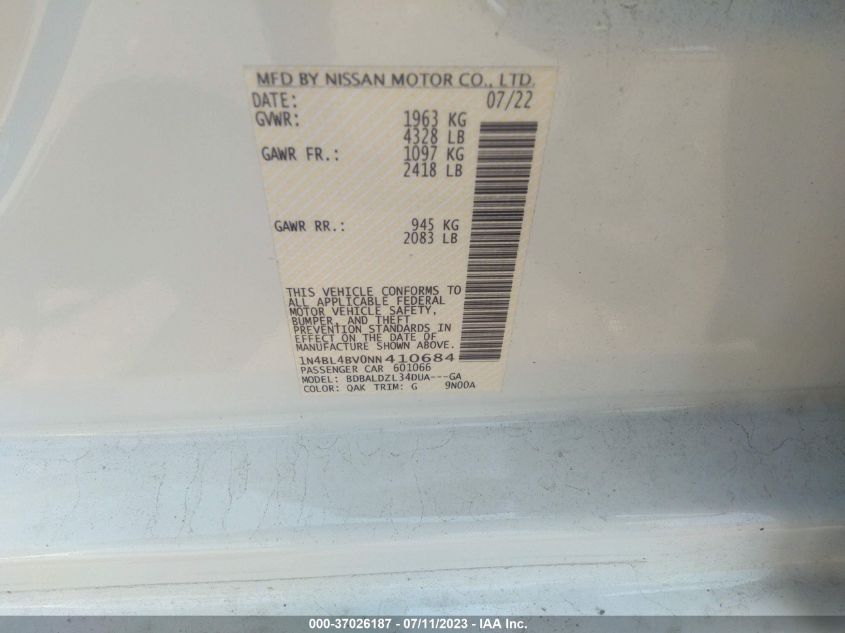 MFD BY NISSAN MOTOR CO., LTD.
DATE: 07/22
GVWR: 1963 KG
4328 LB
GAWR FR.: 1097 KG
2418 LB
GAWR RR.: 945 KG
2083 LB
THIS VEHICLE CONFORMS TO
ALL APPLICABLE FEDERAL
MOTOR VEHICLE SAFETY,
BUMPER, AND THEFT
PREVENTION STANDARDS IN
EFFECT ON THE DATE OF
MANUFACTURE SHOWN ABOVE.
1N4BL4BV0NN410684
PASSENGER CAR 601066
MODEL: BDBALDZL34DUA---GA
COLOR: QAK TRIM: G 9N00A
000-37026187 - 07/11/2023 - IAA Inc.